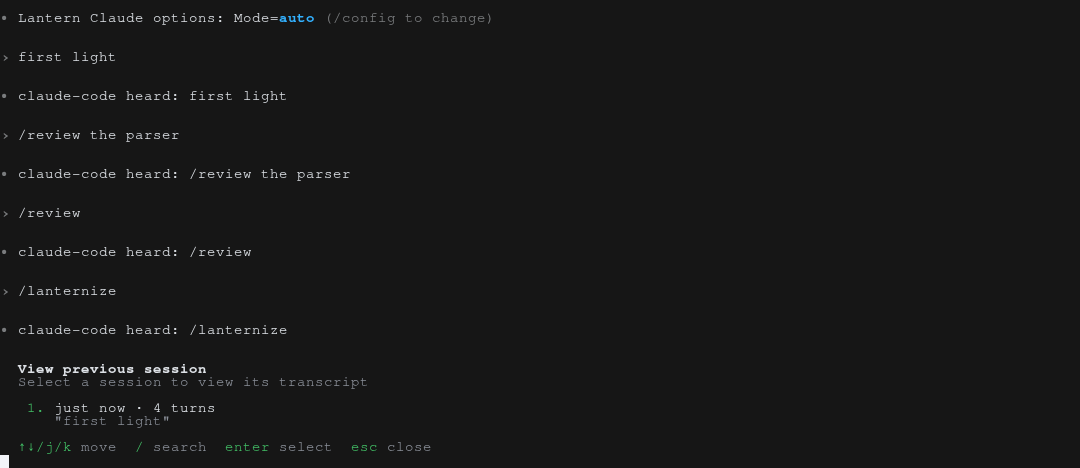 • Lantern Claude options: Mode=auto (/config to change)
› first light
• claude-code heard: first light
› /review the parser
• claude-code heard: /review the parser
› /review
• claude-code heard: /review
› /lanternize
• claude-code heard: /lanternize
View previous session
Select a session to view its transcript
1. just now · 4 turns
"first light"
↑↓/j/k move  / search  enter select  esc close